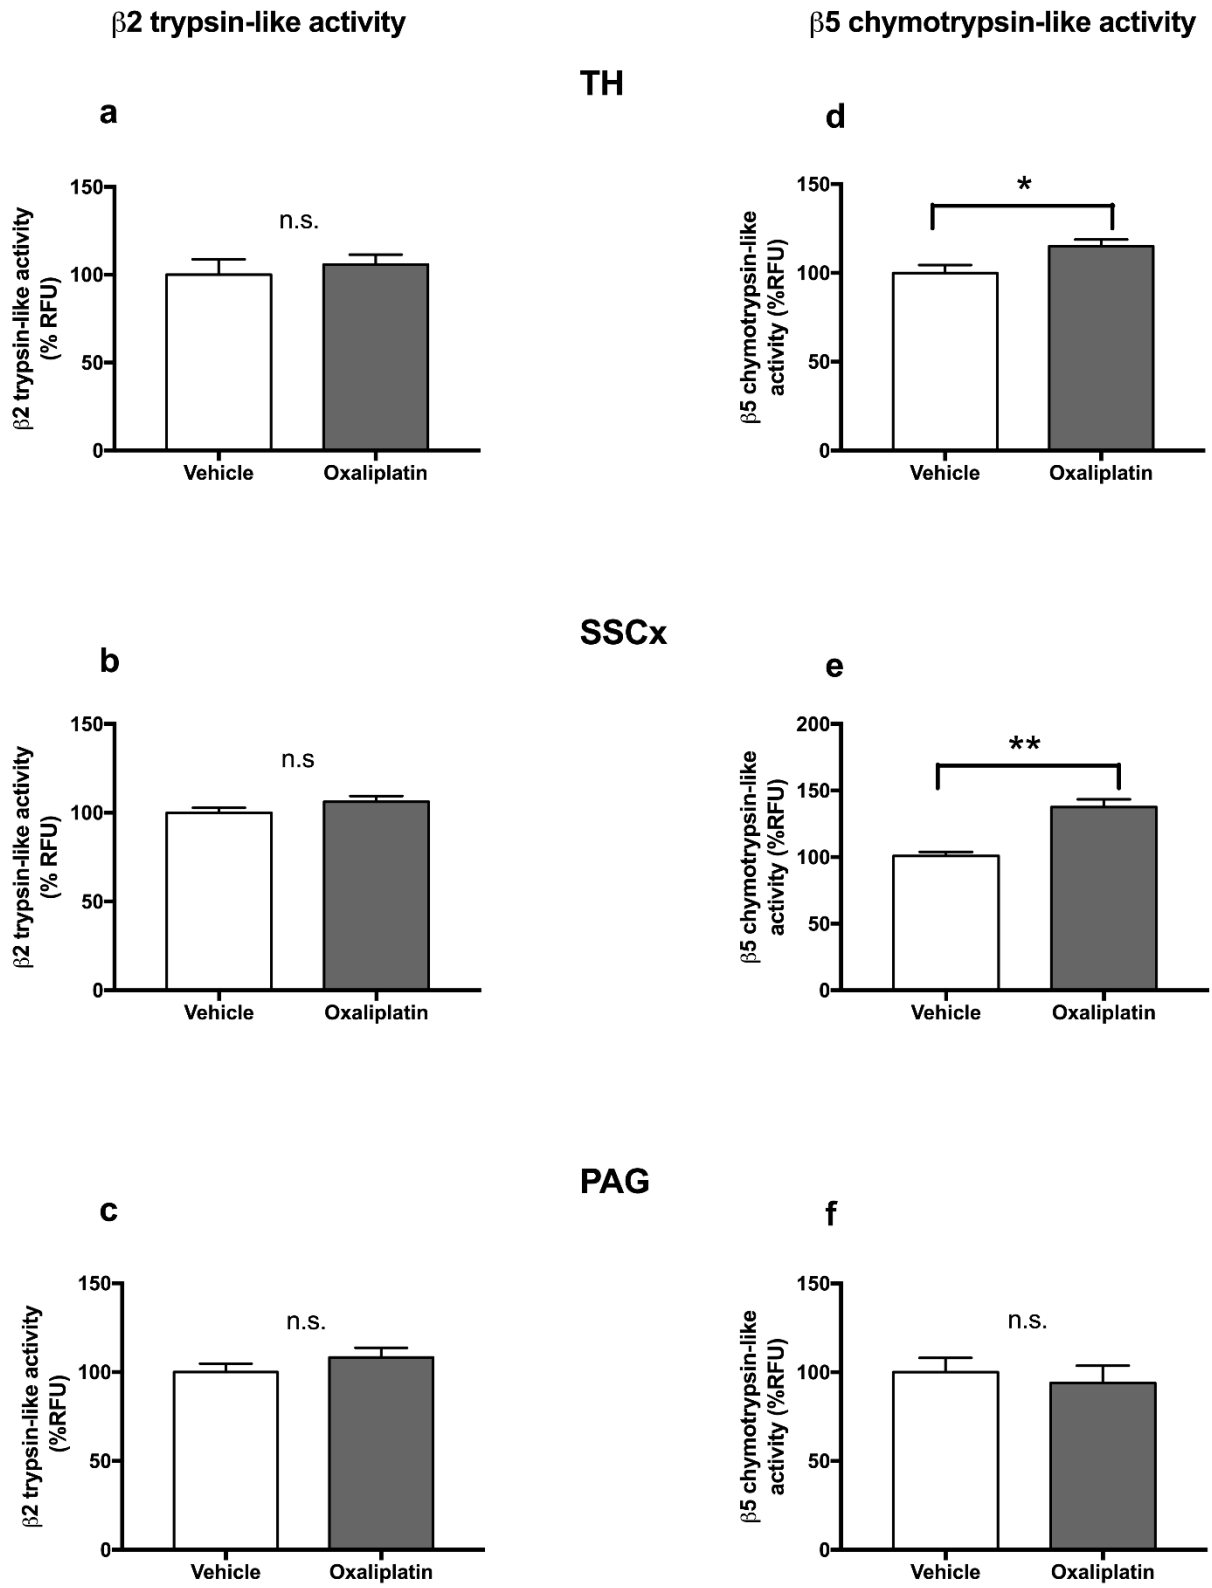 β2 trypsin-like activity
β5 chymotrypsin-like activity
TH
a
β2 trypsin-like activity
(% RFU)
150
100
50
0
n.s.
Vehicle
Oxaliplatin
d
β5 chymotrypsin-like
activity (%RFU)
150
100
50
0
*
Vehicle
Oxaliplatin
SSCx
b
β2 trypsin-like activity
(% RFU)
150
100
50
0
n.s
Vehicle
Oxaliplatin
e
β5 chymotrypsin-like
activity (%RFU)
200
150
100
50
0
**
Vehicle
Oxaliplatin
PAG
c
β2 trypsin-like activity
(%RFU)
150
100
50
0
n.s.
Vehicle
Oxaliplatin
f
β5 chymotrypsin-like
activity (%RFU)
150
100
50
0
n.s.
Vehicle
Oxaliplatin